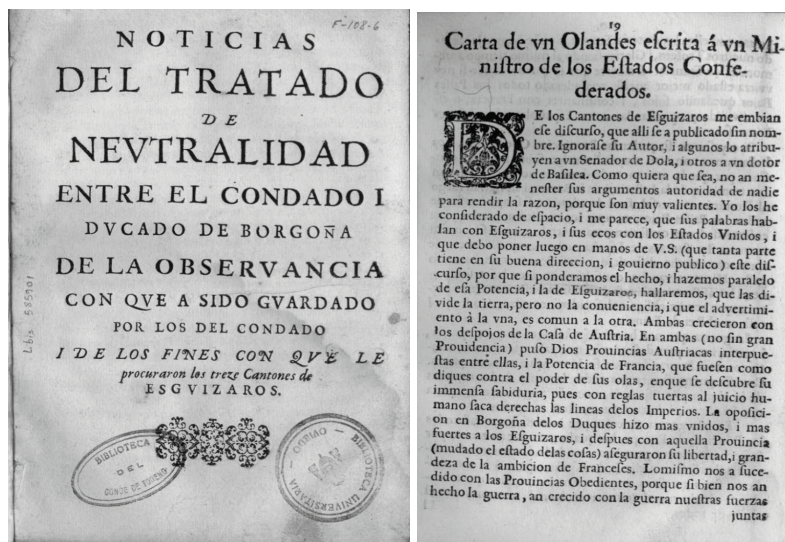 F-108-6
NOTICIAS
DEL TRATADO
DE
NEVTRALIDAD
ENTRE EL CONDADO I
DVCADO DE BORGOÑA
DE LA OBSERVANCIA
CON QVE A SIDO GVARDADO
POR LOS DEL CONDADO
I DE LOS FINES CON QVE LE
procuraron los treze Cantones de
ESGVIZAROS.
BIBLIOTECA
DEL
CONDE DE TORENO
BIBLIOTECA UNIVERSITARIA
OVIEDO
19
Carta de vn Olandes eſcrita á vn Mi-
niſtro de los Eſtados Confe-
derados.
DE los Cantones de Eſguizaros me embian
eſe diſcurſo, que alli ſe a publicado ſin nom-
bre. Ignoraſe ſu Autor, i algunos lo atribu-
yen a vn Senador de Dola, i otros a vn dotor
de Baſilea. Como quiera que ſea, no an me-
neſter ſus argumentos autoridad de nadie
para rendir la razon, porque ſon muy valientes. Yo los he
conſiderado de eſpacio, i me parece, que ſus palabras hab-
lan con Eſguizaros, i ſus ecos con los Eſtados Vnidos, i
que debo poner luego en manos de V.S. (que tanta parte
tiene en ſu buena direccion, i gouierno publico) eſte diſ-
curſo, por que ſi ponderamos el hecho, i hazemos paralelo
de eſa Potencia, i la de Eſguizaros, hallaremos, que las di-
vide la tierra, pero no la conueniencia, i que el advertimi-
ento â la vna, es comun a la otra. Ambas crecieron con
los deſpojos de la Caſa de Auſtria. En ambas (no ſin gran
Prouidencia) puſo Dios Prouincias Auſtriacas interpue-
ſtas entre ellas, i la Potencia de Francia, que fueſen como
diques contra el poder de ſus olas, enque ſe deſcubre ſu
immenſa ſabiduria, pues con reglas tuertas al juicio hu-
mano ſaca derechas las lineas delos Imperios. La opoſici-
on en Borgoña delos Duques hizo mas vnidos, i mas
fuertes a los Eſguizaros, i deſpues con aquella Prouincia
(mudado el eſtado delas coſas) aſeguraron ſu libertad, i gran-
deza de la ambicion de Franceſes. Lomiſmo nos a ſuce-
dido con las Prouincias Obedientes, porque ſi bien nos an
hecho la guerra, an crecido con la guerra nueſtras fuerzas
juntas